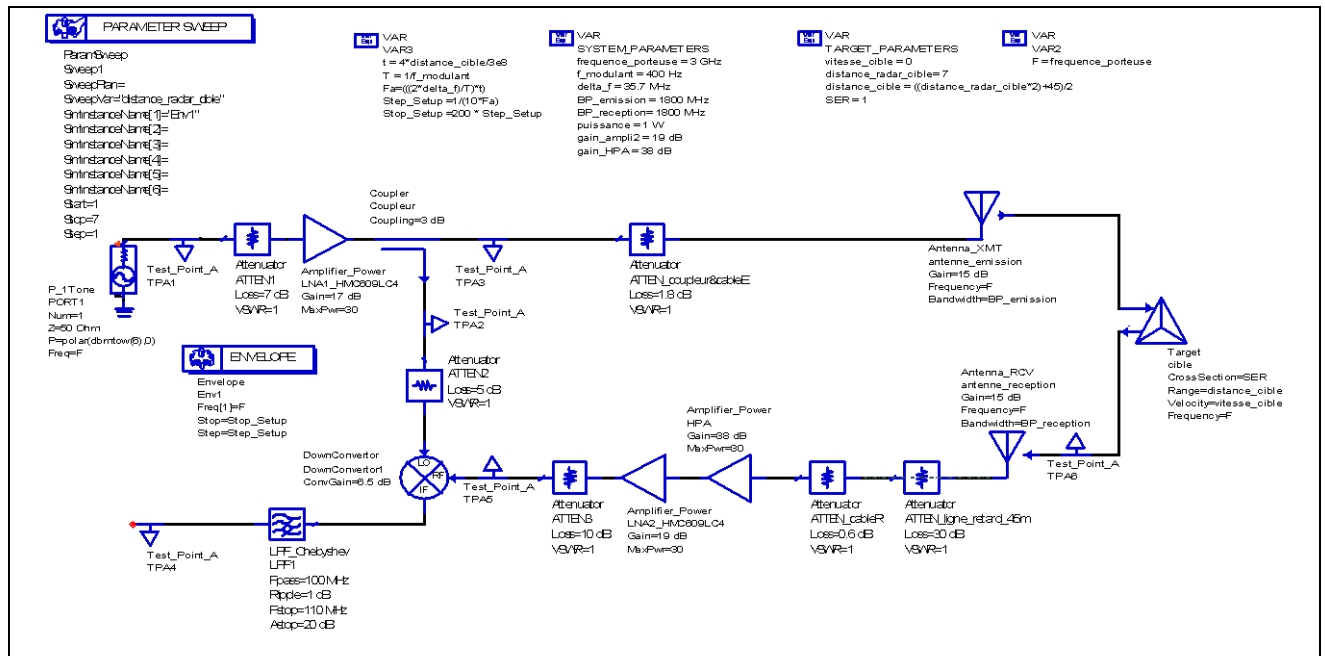 PARAMETER SWEEP
ParamSweep
Sweep1
SweepPlan=
SweepVar="distance_radar_cible"
SimInstanceName[1]="Env1"
SimInstanceName[2]=
SimInstanceName[3]=
SimInstanceName[4]=
SimInstanceName[5]=
SimInstanceName[6]=
Start=1
Stop=7
Step=1
Var
Eqn
VAR
VAR3
t = 4*distance_cible/3e8
T = 1/f_modulant
Fa=(((2*delta_f)/T)*t)
Step_Setup =1/(10*Fa)
Stop_Setup =200 * Step_Setup
Var
Eqn
VAR
SYSTEM_PARAMETERS
frequence_porteuse = 3 GHz
f_modulant = 400 Hz
delta_f = 35.7 MHz
BP_emission = 1800 MHz
BP_reception = 1800 MHz
puissance = 1 W
gain_ampli2 = 19 dB
gain_HPA = 38 dB
Var
Eqn
VAR
TARGET_PARAMETERS
vitesse_cible = 0
distance_radar_cible = 7
distance_cible = ((distance_radar_cible*2)+45)/2
SER = 1
Var
Eqn
VAR
VAR2
F = frequence_porteuse
P_1Tone
PORT1
Num=1
Z=50 Ohm
P=polar(dbmtow(6),0)
Freq=F
Test_Point_A
TPA1
Attenuator
ATTEN1
Loss=7 dB
VSWR=1
Amplifier_Power
LNA1_HMC609LC4
Gain=17 dB
MaxPwr=30
Coupler
Coupleur
Coupling=3 dB
Test_Point_A
TPA3
Attenuator
ATTEN_coupleur&cableE
Loss=1.8 dB
VSWR=1
Antenna_XMT
antenne_emission
Gain=15 dB
Frequency=F
Bandwidth=BP_emission
Test_Point_A
TPA2
ENVELOPE
Envelope
Env1
Freq[1]=F
Stop=Stop_Setup
Step=Step_Setup
Attenuator
ATTEN2
Loss=5 dB
VSWR=1
Target
cible
CrossSection=SER
Range=distance_cible
Velocity=vitesse_cible
Frequency=F
Antenna_RCV
antenne_reception
Gain=15 dB
Frequency=F
Bandwidth=BP_reception
Test_Point_A
TPA6
Amplifier_Power
HPA
Gain=38 dB
MaxPwr=30
DownConvertor
DownConvertor1
ConvGain=6.5 dB
LO
RF
IF
Test_Point_A
TPA5
Attenuator
ATTEN3
Loss=10 dB
VSWR=1
Amplifier_Power
LNA2_HMC609LC4
Gain=19 dB
MaxPwr=30
Attenuator
ATTEN_cableR
Loss=0.6 dB
VSWR=1
Attenuator
ATTEN_ligne_retard_45m
Loss=30 dB
VSWR=1
Test_Point_A
TPA4
LPF_Chebyshev
LPF1
Fpass=100 MHz
Ripple=1 dB
Fstop=110 MHz
Astop=20 dB